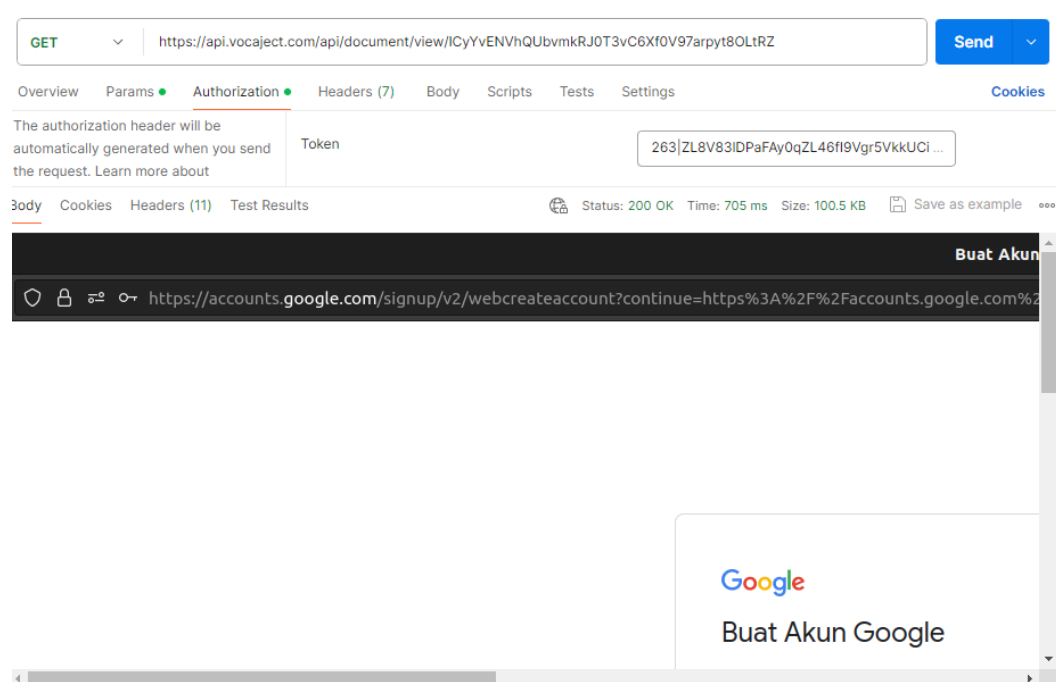 GET https://api.vocaject.com/api/document/view/ICyYvENVhQUbvmkRJ0T3vC6Xf0V97arpyt8OLtRZ Send
Overview Params Authorization Headers (7) Body Scripts Tests Settings Cookies
The authorization header will be
automatically generated when you send
the request. Learn more about
Token 263|ZL8V83IDPaFAy0qZL46fI9Vgr5VkkUCi ...
Body Cookies Headers (11) Test Results Status: 200 OK Time: 705 ms Size: 100.5 KB Save as example
Buat Akun
https://accounts.google.com/signup/v2/webcreateaccount?continue=https%3A%2F%2Faccounts.google.com%2
Google
Buat Akun Google